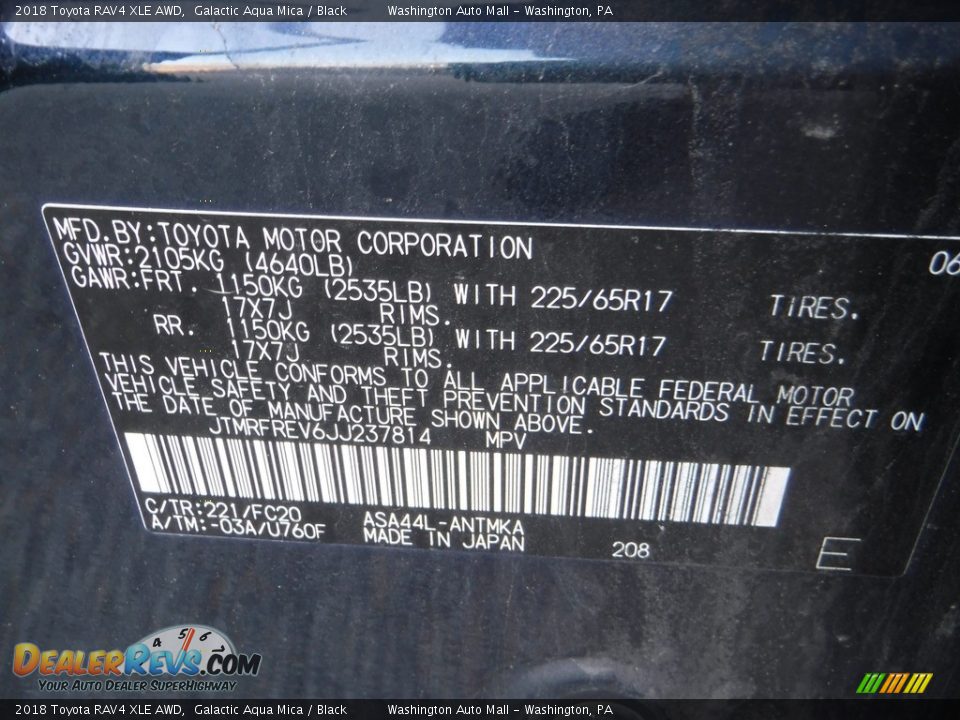 2018 Toyota RAV4 XLE AWD, Galactic Aqua Mica / Black Washington Auto Mall - Washington, PA
MFD.BY:TOYOTA MOTOR CORPORATION 06
GVWR:2105KG (4640LB)
GAWR:FRT. 1150KG (2535LB) WITH 225/65R17 TIRES.
17X7J RIMS.
RR. 1150KG (2535LB) WITH 225/65R17 TIRES.
17X7J RIMS.
THIS VEHICLE CONFORMS TO ALL APPLICABLE FEDERAL MOTOR
VEHICLE SAFETY AND THEFT PREVENTION STANDARDS IN EFFECT ON
THE DATE OF MANUFACTURE SHOWN ABOVE.
JTMRFREV6JJ237814 MPV
C/TR:221/FC20 ASA44L-ANTMKA
A/TM:-03A/U760F MADE IN JAPAN 208 E
4 5 6
DEALERREVS.COM
YOUR AUTO DEALER SUPERHIGHWAY
2018 Toyota RAV4 XLE AWD, Galactic Aqua Mica / Black Washington Auto Mall - Washington, PA